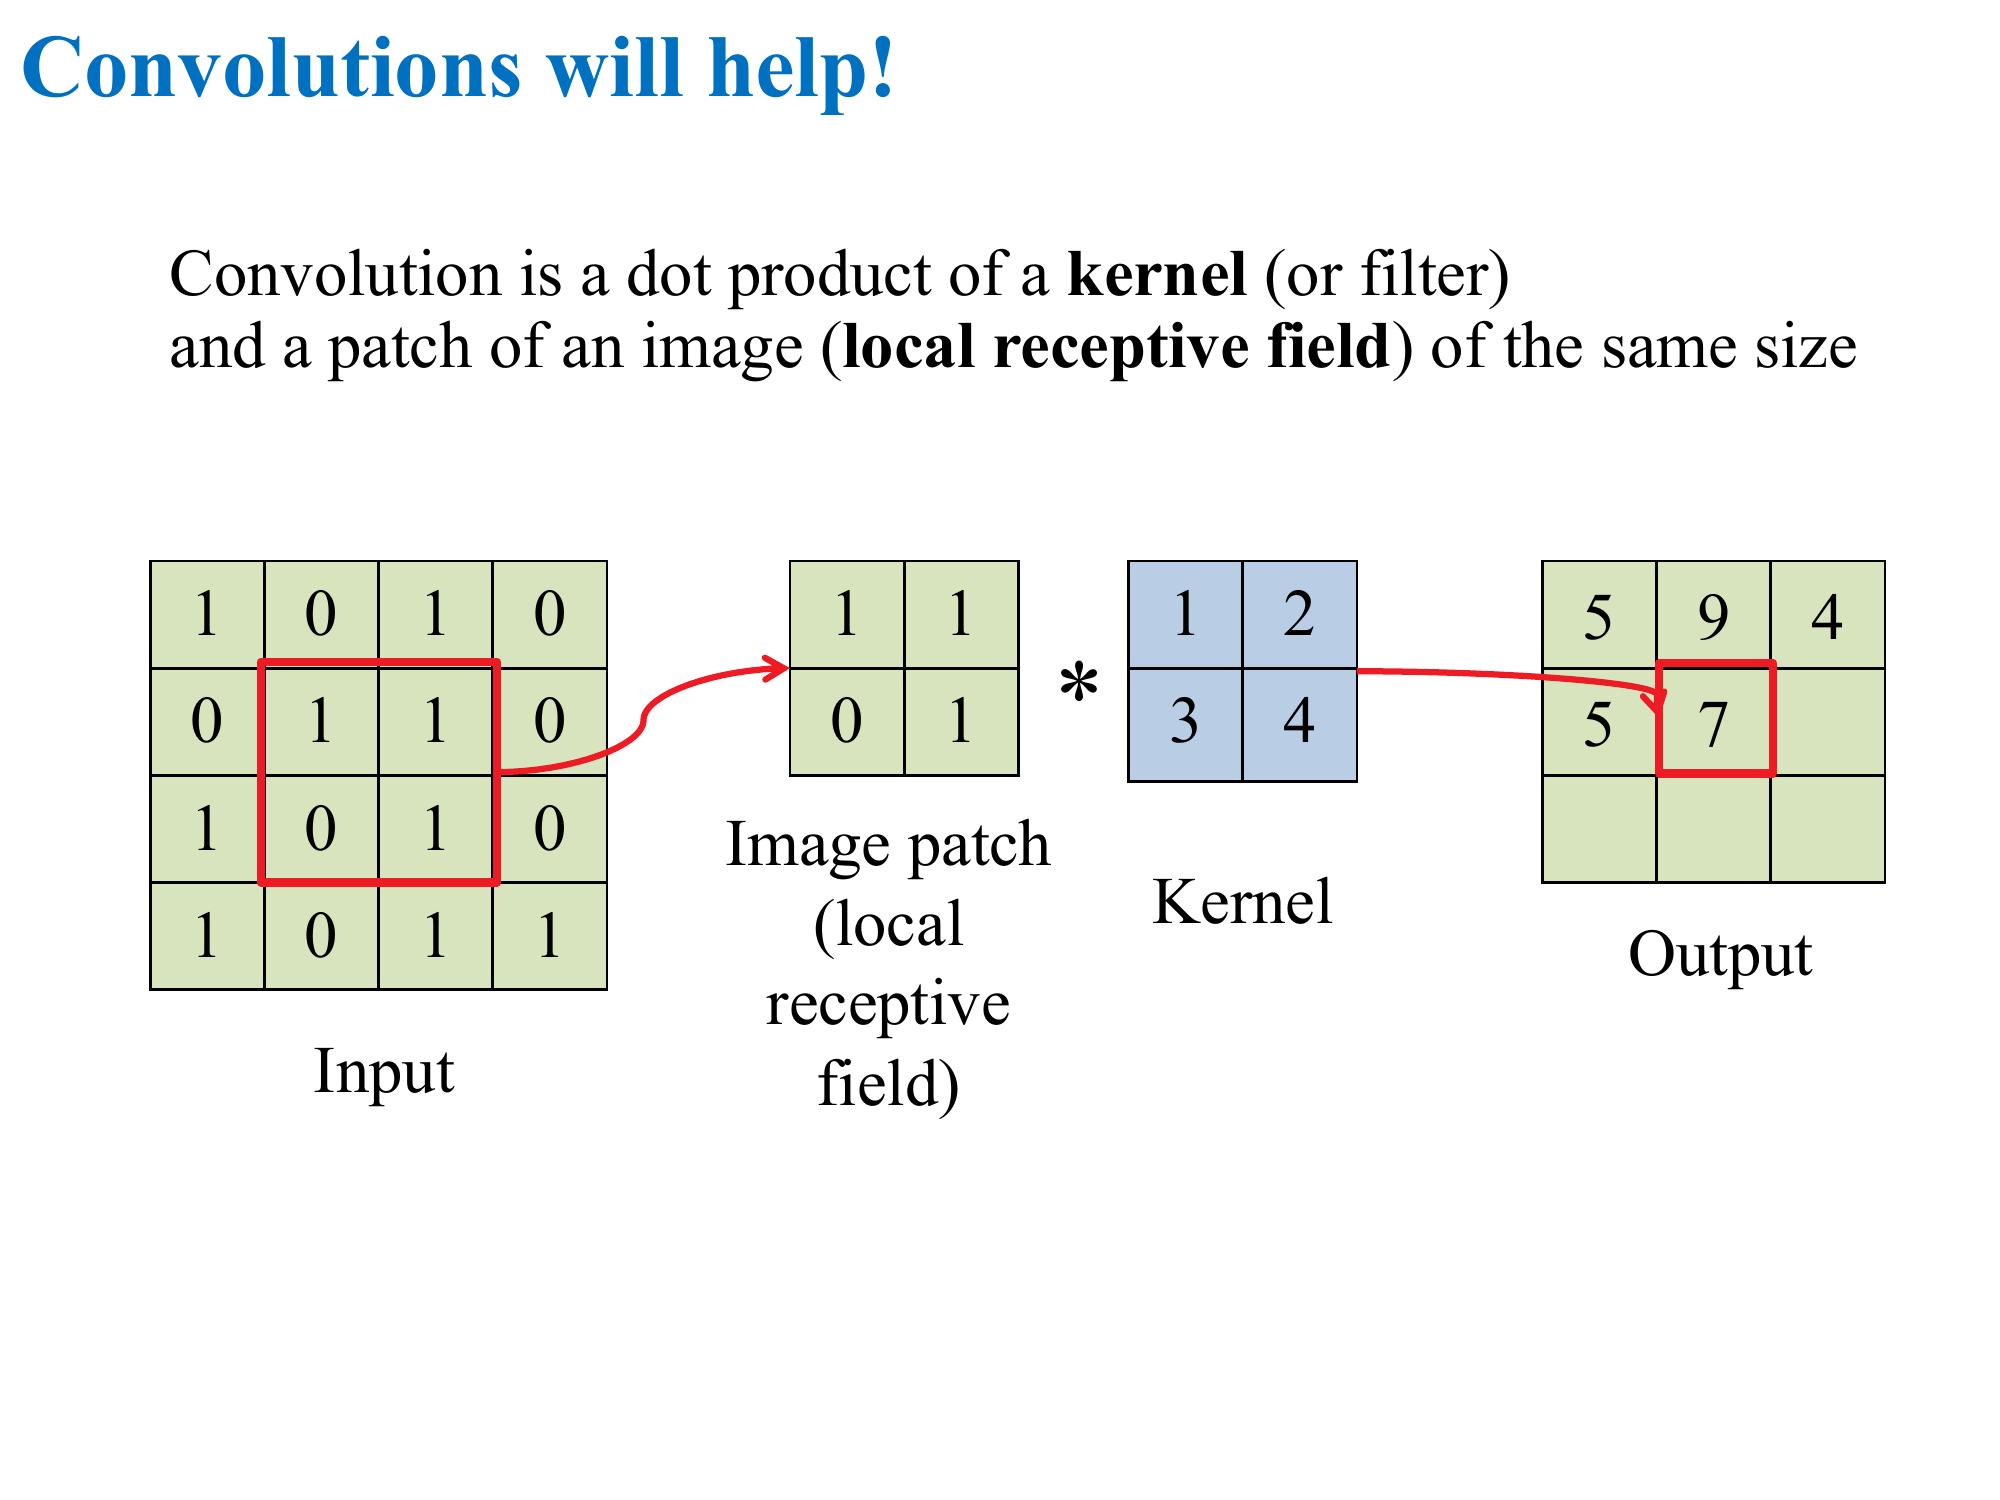 Convolutions will help!
Convolution is a dot product of a kernel (or filter)
and a patch of an image (local receptive field) of the same size
1 0 1 0
0 1 1 0
1 0 1 0
1 0 1 1
Input
1 1
0 1
Image patch
(local
receptive
field)
*
1 2
3 4
Kernel
5 9 4
5 7
Output